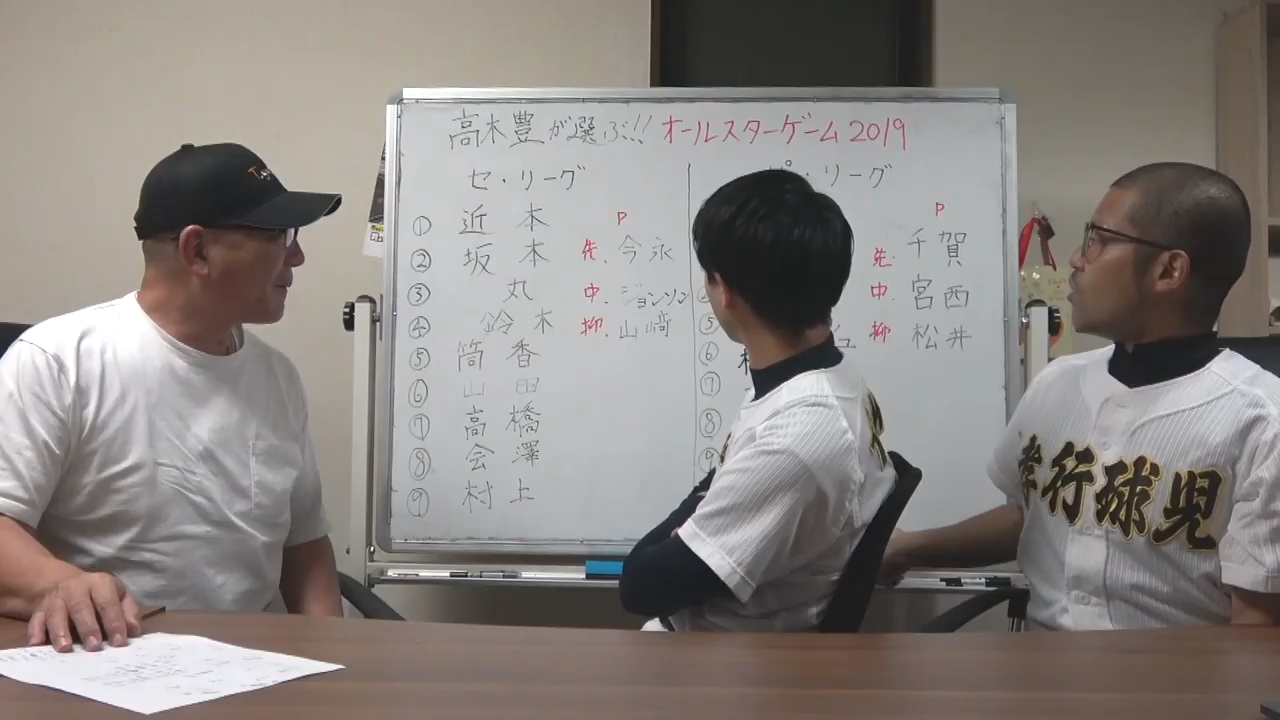 高木豊が選ぶ!! オールスターゲーム2019
セ・リーグ
① 近本
② 坂本
③ 丸
④ 鈴木
⑤ 筒香
⑥ 山田
⑦ 高橋
⑧ 会澤
⑨ 村上
P
先. 今永
中. ジョンソン
抑. 山﨑
パ・リーグ
⑤
⑥
⑦
⑧
⑨
P
先. 千賀
中. 宮西
抑 松井
孝行球児